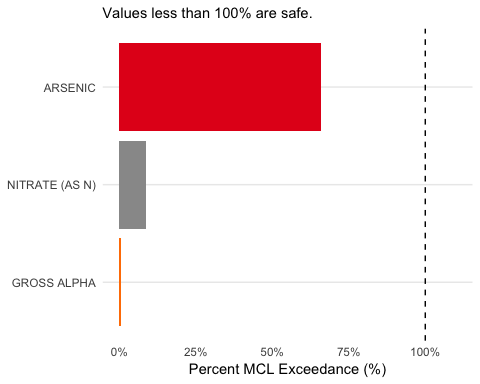 Values less than 100% are safe.
ARSENIC
NITRATE (AS N)
GROSS ALPHA
0% 25% 50% 75% 100%
Percent MCL Exceedance (%)